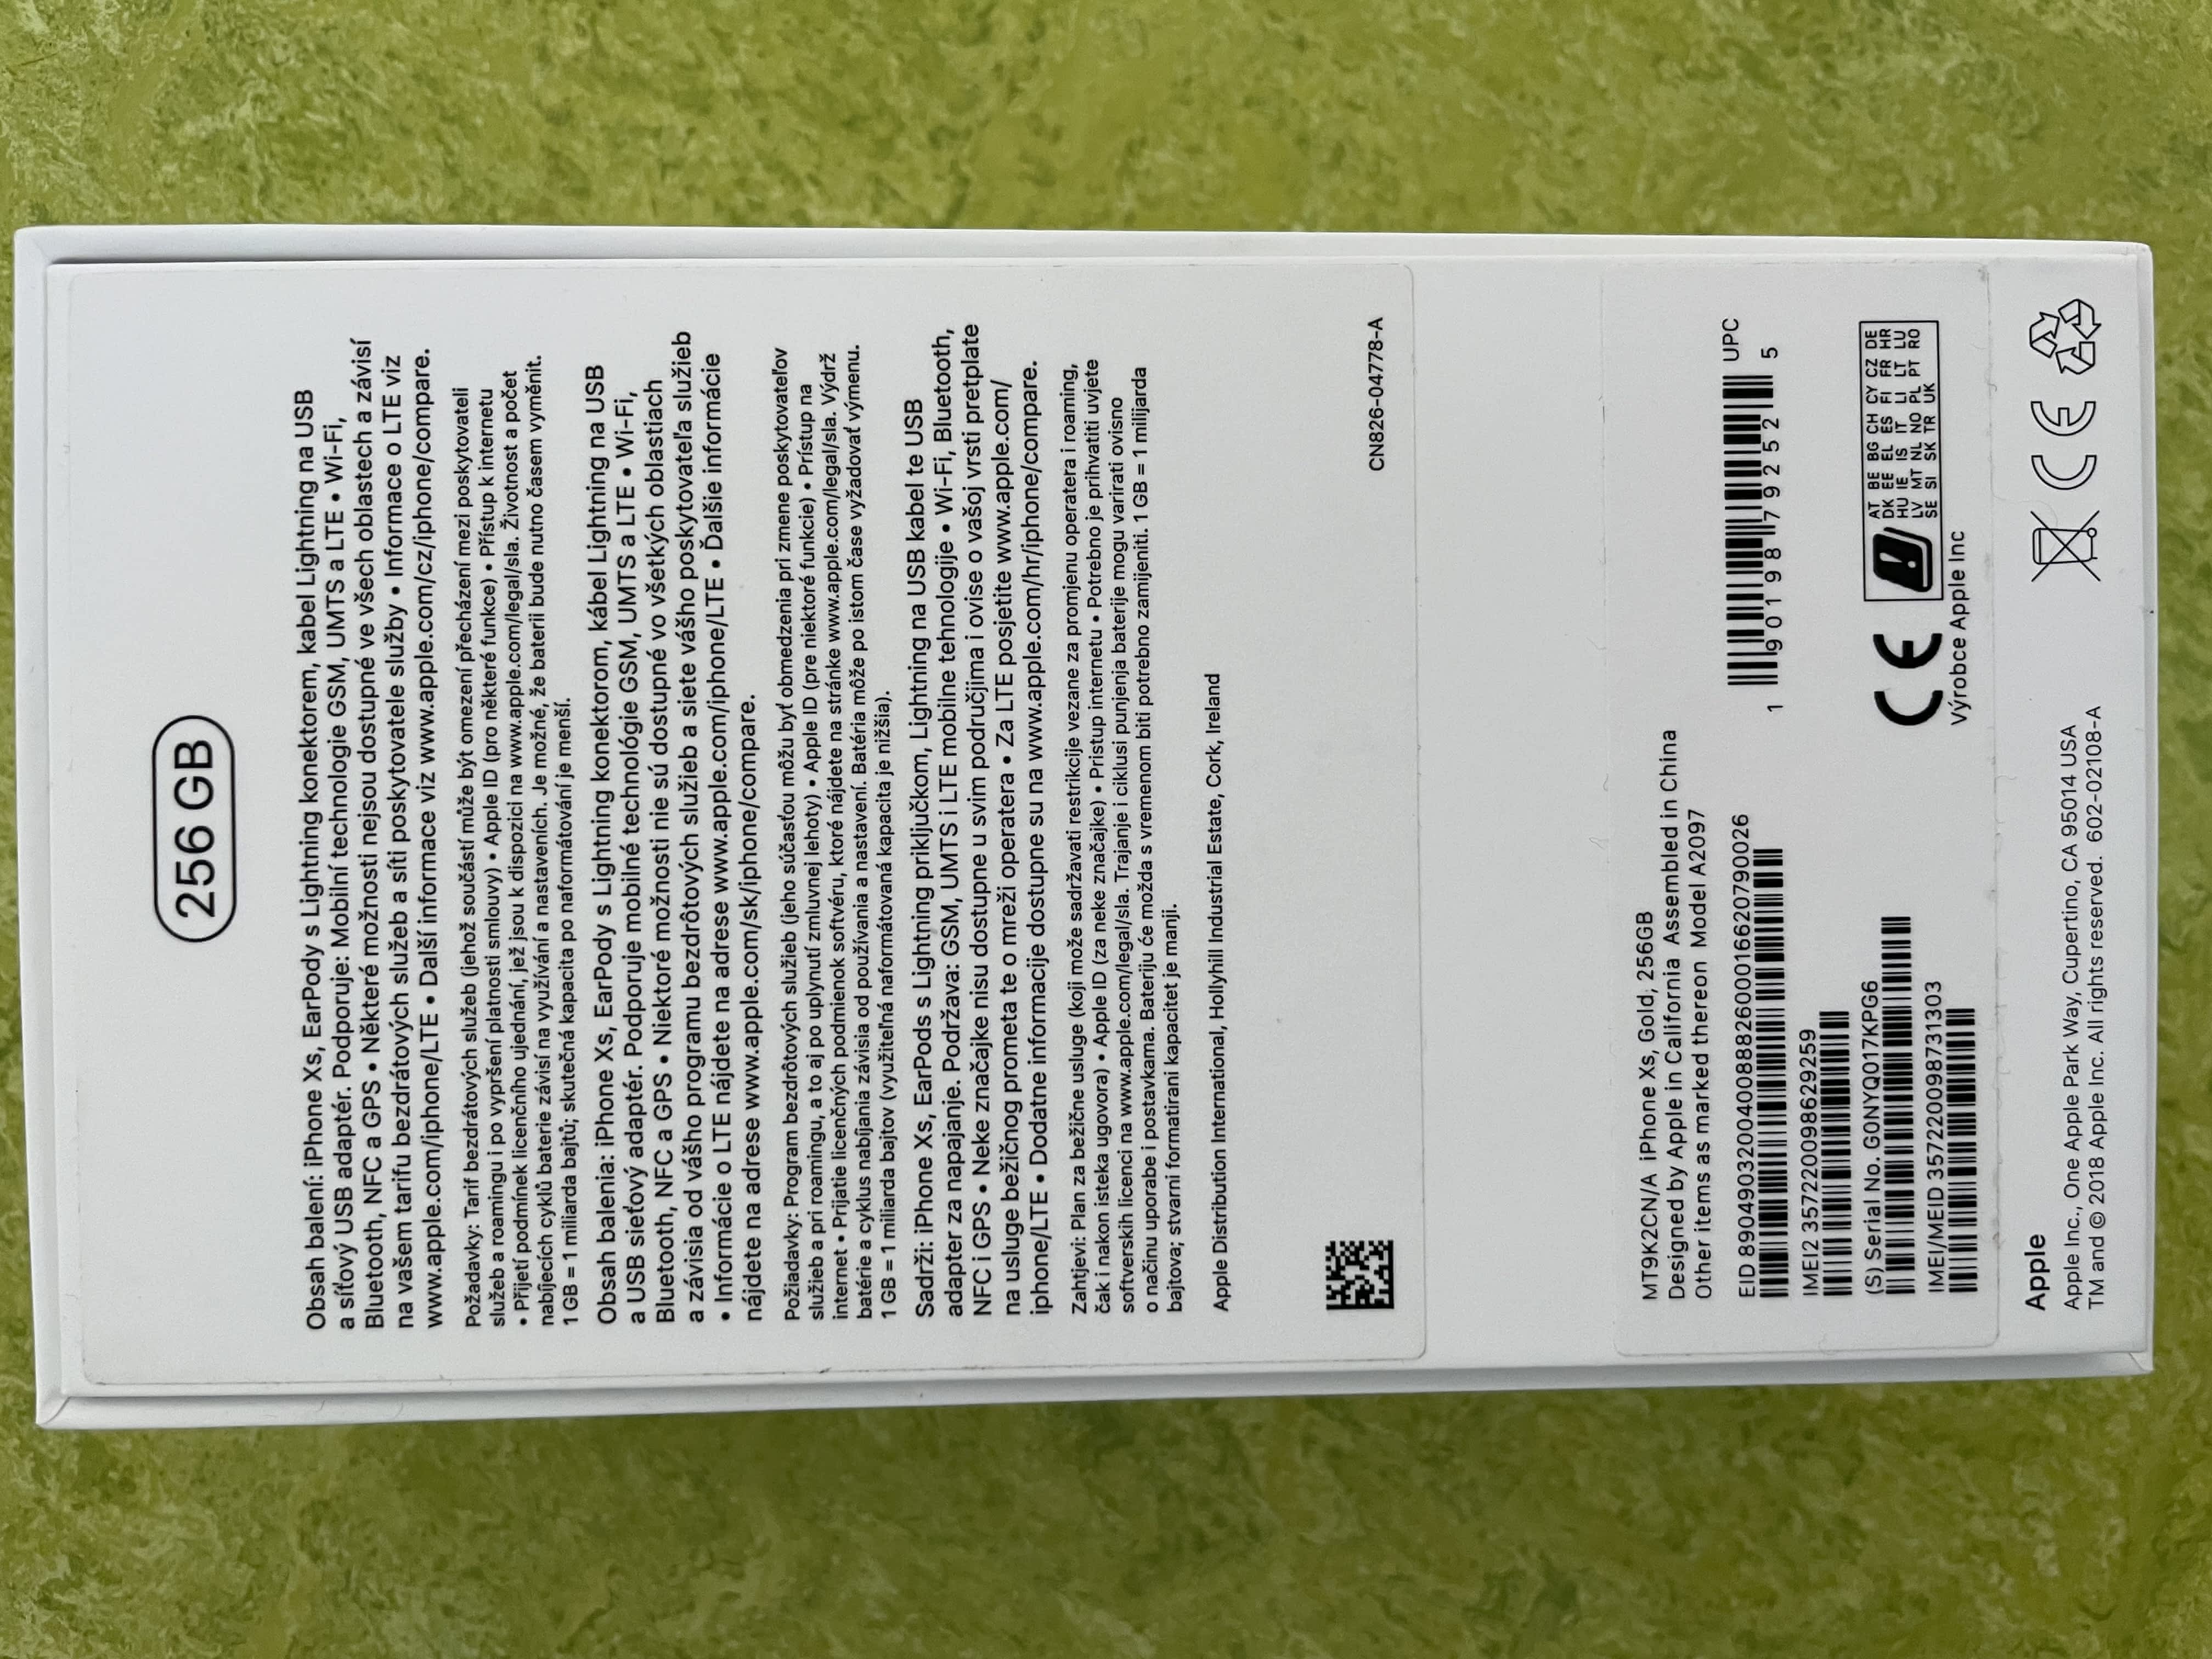 256 GB
Obsah balení: iPhone Xs, EarPody s Lightning konektorem, kabel Lightning na USB
a síťový USB adaptér. Podporuje: Mobilní technologie GSM, UMTS a LTE • Wi-Fi,
Bluetooth, NFC a GPS • Některé možnosti nejsou dostupné ve všech oblastech a závisí
na vašem tarifu bezdrátových služeb a síti poskytovatele služby • Informace o LTE viz
www.apple.com/iphone/LTE • Další informace viz www.apple.com/cz/iphone/compare.
Požadavky: Tarif bezdrátových služeb (jehož součástí může být omezení přecházení mezi poskytovateli
služeb a roamingu i po vypršení platnosti smlouvy) • Apple ID (pro některé funkce) • Přístup k internetu
• Přijetí podmínek licenčního ujednání, jež jsou k dispozici na www.apple.com/legal/sla. Životnost a počet
nabíjecích cyklů baterie závisí na využívání a nastaveních. Je možné, že baterii bude nutno časem vyměnit.
1 GB = 1 miliarda bajtů; skutečná kapacita po naformátování je menší.
Obsah balenia: iPhone Xs, EarPody s Lightning konektorom, kábel Lightning na USB
a USB sieťový adaptér. Podporuje mobilné technológie GSM, UMTS a LTE • Wi-Fi,
Bluetooth, NFC a GPS • Niektoré možnosti nie sú dostupné vo všetkých oblastiach
a závisia od vášho programu bezdrôtových služieb a siete vášho poskytovateľa služieb
• Informácie o LTE nájdete na adrese www.apple.com/iphone/LTE • Ďalšie informácie
nájdete na adrese www.apple.com/sk/iphone/compare.
Požiadavky: Program bezdrôtových služieb (jeho súčasťou môžu byť obmedzenia pri zmene poskytovateľov
služieb a pri roamingu, a to aj po uplynutí zmluvnej lehoty) • Apple ID (pre niektoré funkcie) • Prístup na
internet • Prijatie licenčných podmienok softvéru, ktoré nájdete na stránke www.apple.com/legal/sla. Výdrž
batérie a cyklus nabíjania závisia od používania a nastavení. Batéria môže po istom čase vyžadovať výmenu.
1 GB = 1 miliarda bajtov (využiteľná naformátovaná kapacita je nižšia).
Sadrži: iPhone Xs, EarPods s Lightning priključkom, Lightning na USB kabel te USB
adapter za napajanje. Podržava: GSM, UMTS i LTE mobilne tehnologije • Wi-Fi, Bluetooth,
NFC i GPS • Neke značajke nisu dostupne u svim područjima i ovise o vašoj vrsti pretplate
na usluge bežičnog prometa te o mreži operatera • Za LTE posjetite www.apple.com/
iphone/LTE • Dodatne informacije dostupne su na www.apple.com/hr/iphone/compare.
Zahtjevi: Plan za bežične usluge (koji može sadržavati restrikcije vezane za promjenu operatera i roaming,
čak i nakon isteka ugovora) • Apple ID (za neke značajke) • Pristup internetu • Potrebno je prihvatiti uvjete
softverskih licenci na www.apple.com/legal/sla. Trajanje i ciklusi punjenja baterije mogu varirati ovisno
o načinu uporabe i postavkama. Bateriju će možda s vremenom biti potrebno zamijeniti. 1 GB = 1 milijarda
bajtova; stvarni formatirani kapacitet je manji.
Apple Distribution International, Hollyhill Industrial Estate, Cork, Ireland
CN826-04778-A
MT9K2CN/A iPhone Xs, Gold, 256GB
Designed by Apple in California Assembled in China
Other items as marked thereon Model A2097
EID 89049032004008882600016620790026
IMEI2 357220098629259
(S) Serial No. G0NYQ017KPG6
IMEI/MEID 357220098731303
UPC
1 90198 79252 5
AT BE BG CH CY CZ DE
DK EE EL ES FI FR HR
HU IE IS IT LI LT LU
LV MT NL NO PL PT RO
SE SI SK TR UK
CE
Výrobce Apple Inc
Apple
Apple Inc., One Apple Park Way, Cupertino, CA 95014 USA
TM and © 2018 Apple Inc. All rights reserved. 602-02108-A
CE